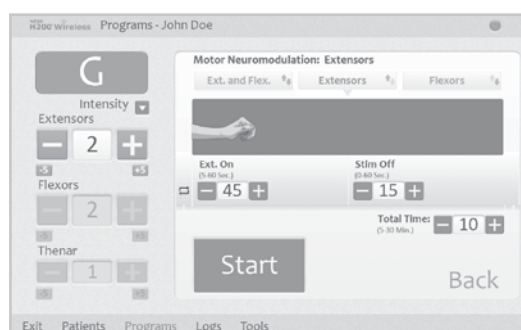 NESS
H200 Wireless Programs - John Doe
G
Intensity
Extensors
2
-5 +5
Flexors
2
-5 +5
Thenar
1
-5 +5
Motor Neuromodulation: Extensors
Ext. and Flex. Extensors Flexors
Ext. On Stim Off
(5-60 Sec.) (0-60 Sec.)
45 15
Total Time: 10
(5-30 Min.)
Start
Back
Exit Patients Programs Logs Tools